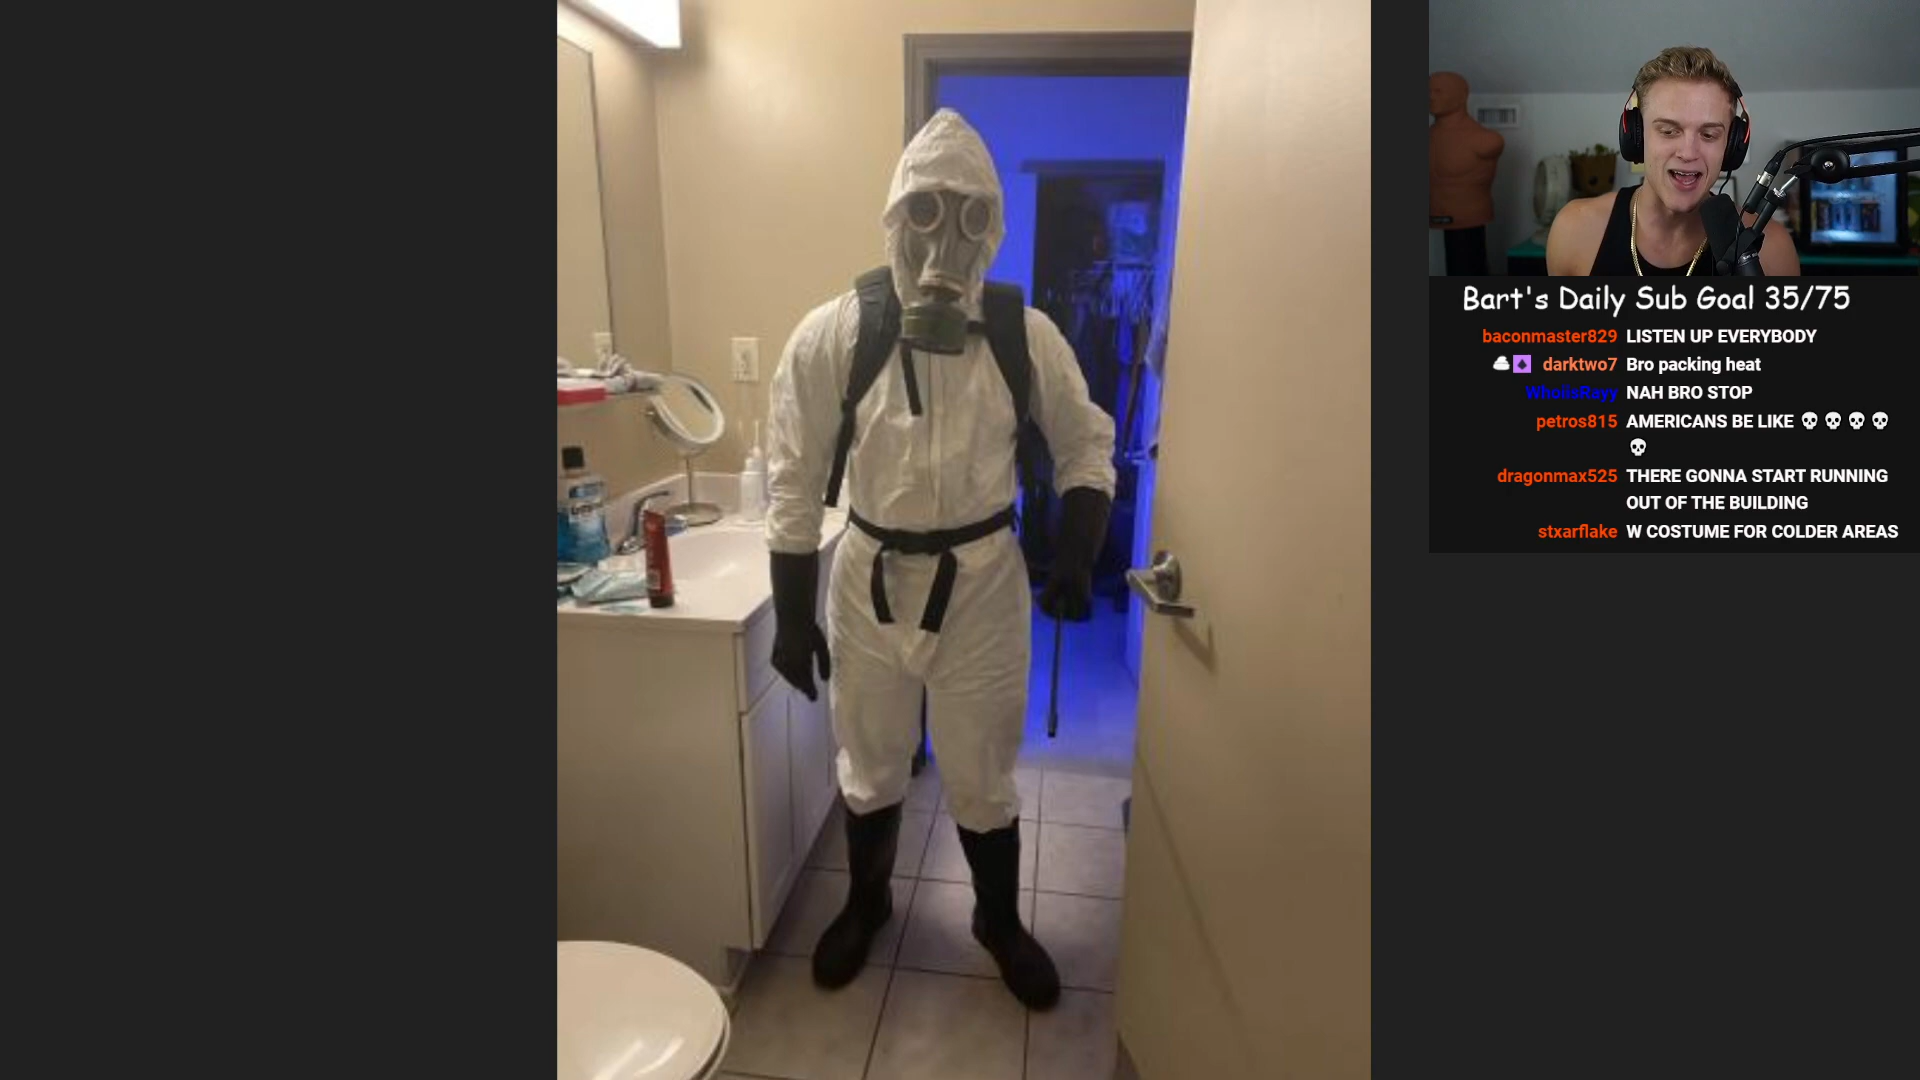 Bart's Daily Sub Goal 35/75
baconmaster829 LISTEN UP EVERYBODY
darktwo7 Bro packing heat
WhoiisRayy NAH BRO STOP
petros815 AMERICANS BE LIKE 💀 💀 💀 💀
💀
dragonmax525 THERE GONNA START RUNNING
OUT OF THE BUILDING
stxarflake W COSTUME FOR COLDER AREAS